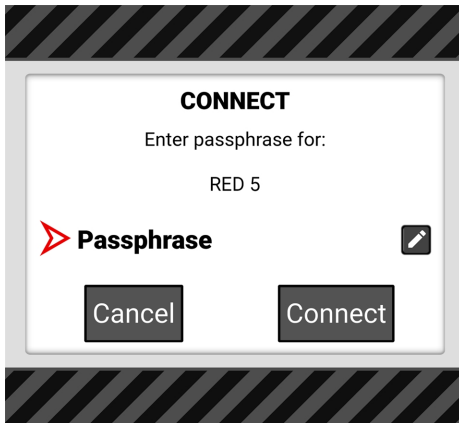 CONNECT
Enter passphrase for:
RED 5
Passphrase
Cancel Connect